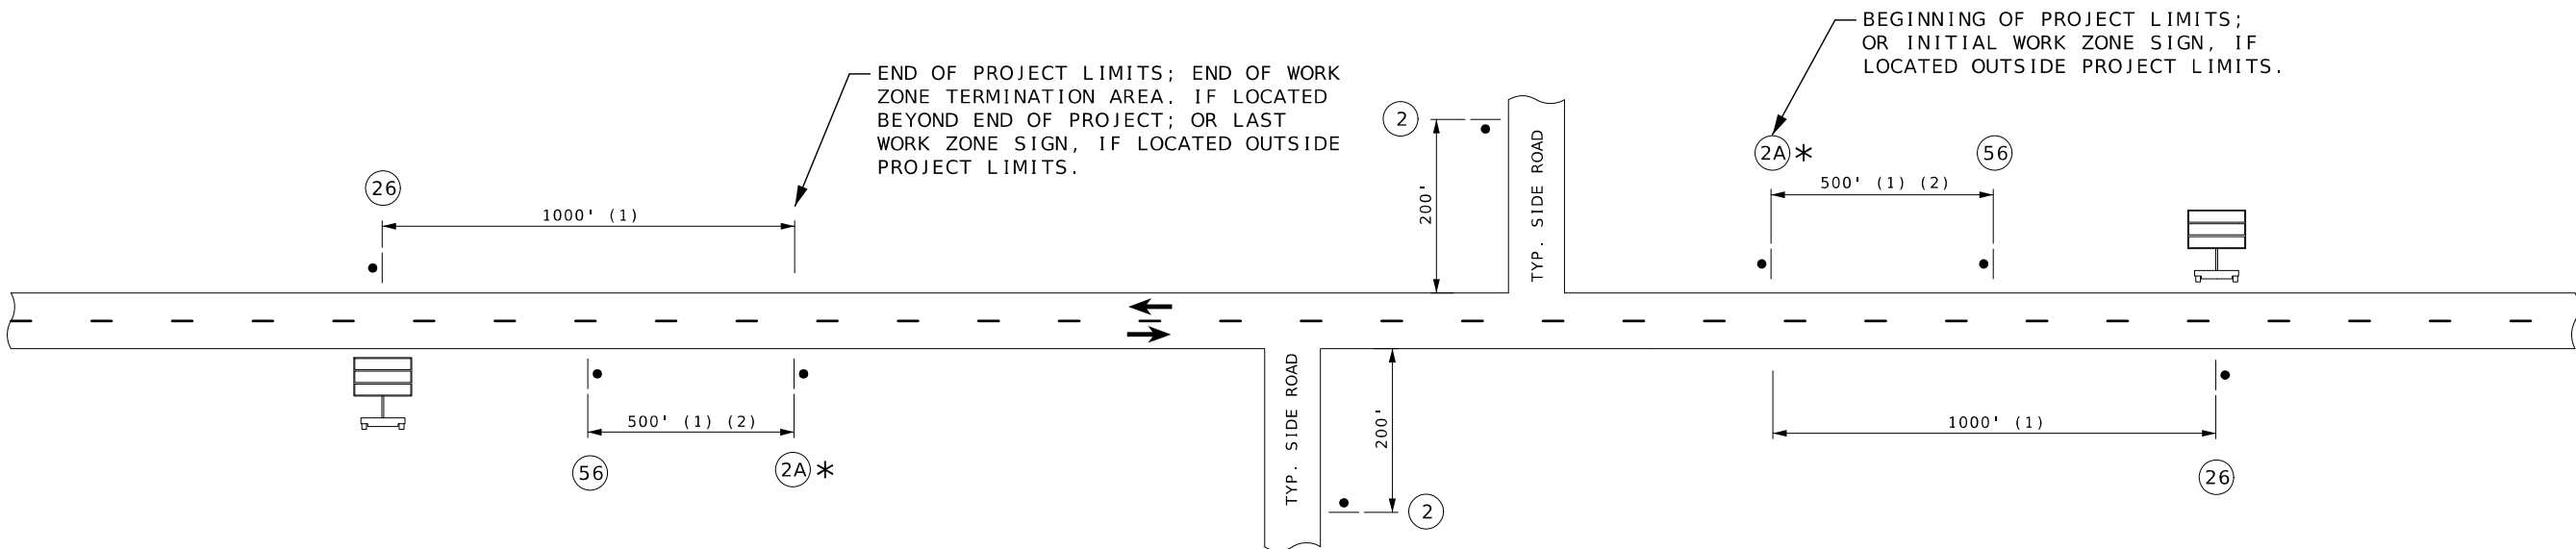 BEGINNING OF PROJECT LIMITS;
OR INITIAL WORK ZONE SIGN, IF
LOCATED OUTSIDE PROJECT LIMITS.
END OF PROJECT LIMITS; END OF WORK
ZONE TERMINATION AREA. IF LOCATED
BEYOND END OF PROJECT; OR LAST
WORK ZONE SIGN, IF LOCATED OUTSIDE
PROJECT LIMITS.
2
200'
TYP. SIDE ROAD
2A *
56
500' (1) (2)
26
1000' (1)
500' (1) (2)
56
2A *
TYP. SIDE ROAD
200'
2
1000' (1)
26